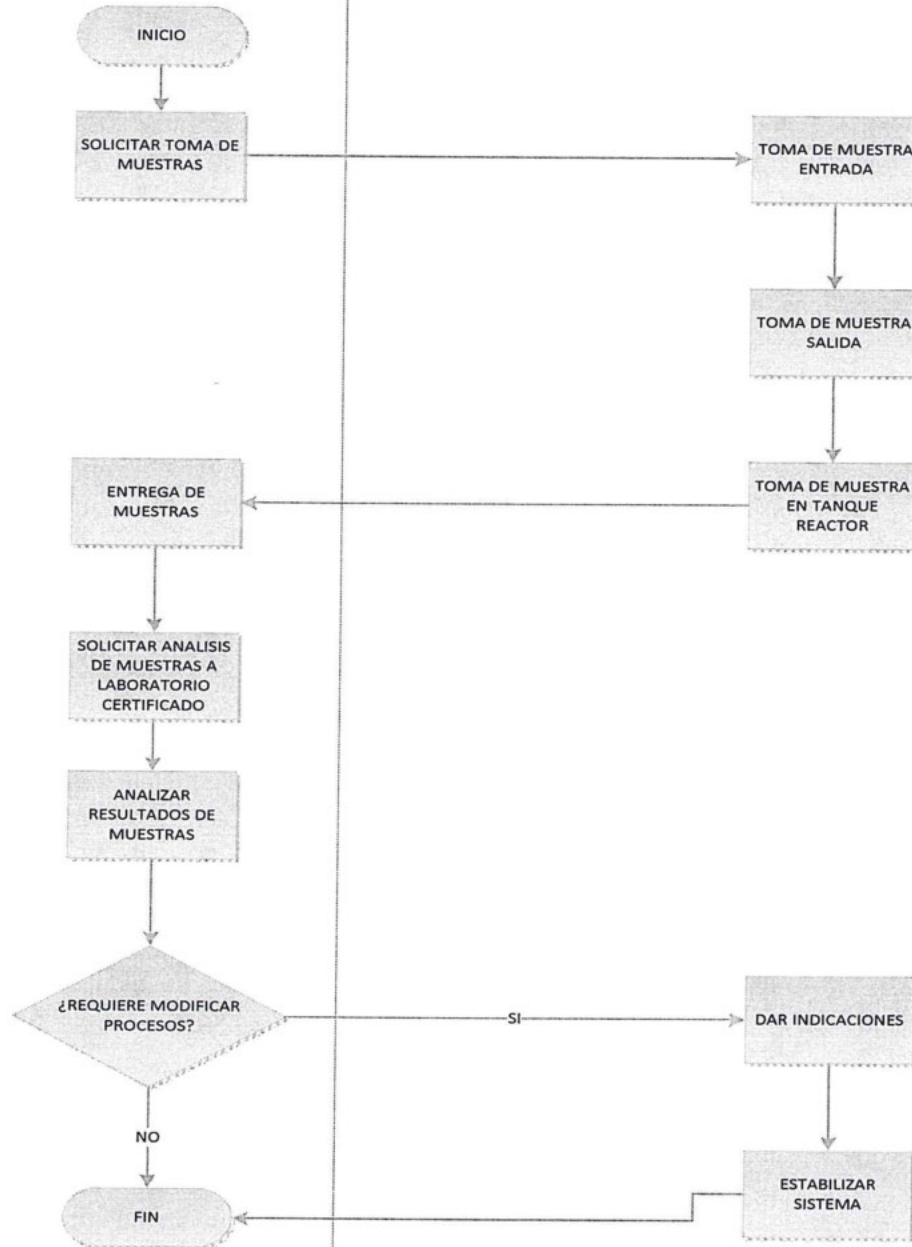 INICIO
SOLICITAR TOMA DE
MUESTRAS
TOMA DE MUESTRA
ENTRADA
TOMA DE MUESTRA
SALIDA
TOMA DE MUESTRA
EN TANQUE
REACTOR
ENTREGA DE
MUESTRAS
SOLICITAR ANALISIS
DE MUESTRAS A
LABORATORIO
CERTIFICADO
ANALIZAR
RESULTADOS DE
MUESTRAS
¿REQUIERE MODIFICAR
PROCESOS?
SI
DAR INDICACIONES
NO
ESTABILIZAR
SISTEMA
FIN